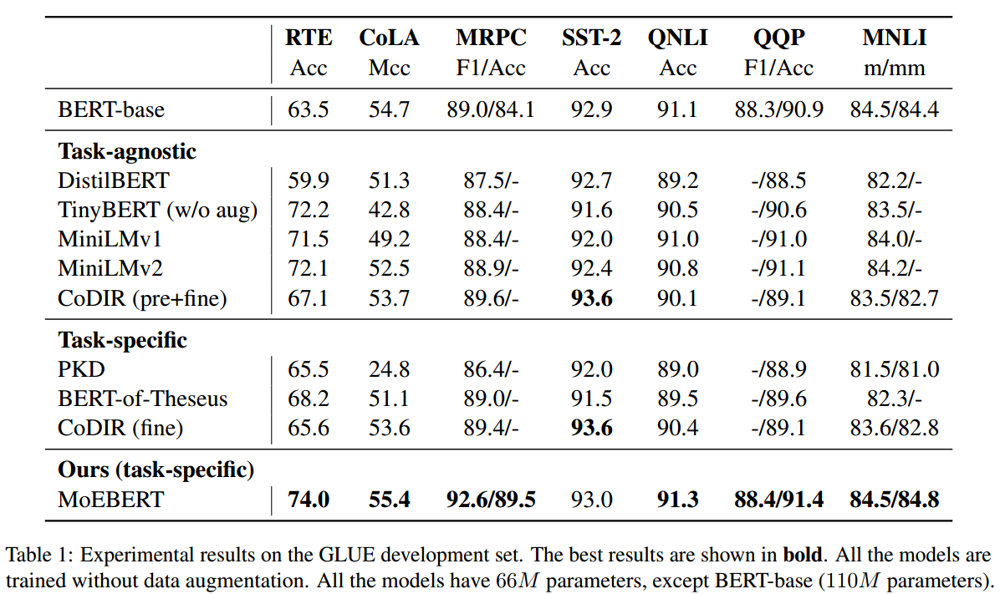 RTE CoLA MRPC SST-2 QNLI QQP MNLI
Acc Mcc F1/Acc Acc Acc F1/Acc m/mm
BERT-base 63.5 54.7 89.0/84.1 92.9 91.1 88.3/90.9 84.5/84.4
Task-agnostic
DistilBERT 59.9 51.3 87.5/- 92.7 89.2 -/88.5 82.2/-
TinyBERT (w/o aug) 72.2 42.8 88.4/- 91.6 90.5 -/90.6 83.5/-
MiniLMv1 71.5 49.2 88.4/- 92.0 91.0 -/91.0 84.0/-
MiniLMv2 72.1 52.5 88.9/- 92.4 90.8 -/91.1 84.2/-
CoDIR (pre+fine) 67.1 53.7 89.6/- 93.6 90.1 -/89.1 83.5/82.7
Task-specific
PKD 65.5 24.8 86.4/- 92.0 89.0 -/88.9 81.5/81.0
BERT-of-Theseus 68.2 51.1 89.0/- 91.5 89.5 -/89.6 82.3/-
CoDIR (fine) 65.6 53.6 89.4/- 93.6 90.4 -/89.1 83.6/82.8
Ours (task-specific)
MoEBERT 74.0 55.4 92.6/89.5 93.0 91.3 88.4/91.4 84.5/84.8
Table 1: Experimental results on the GLUE development set. The best results are shown in bold. All the models are
trained without data augmentation. All the models have 66M parameters, except BERT-base (110M parameters).